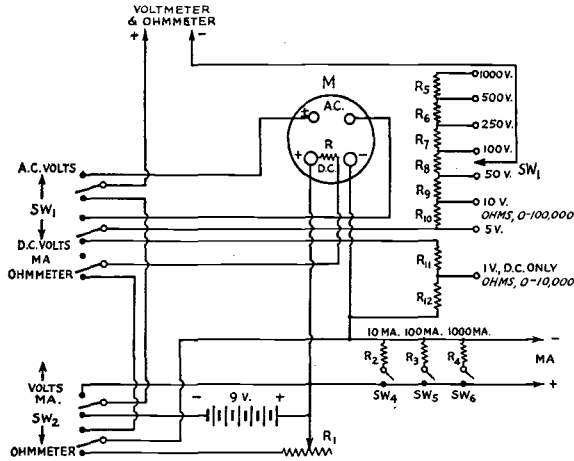 VOLTMETER
& OHMMETER
+ −
M
+ A.C.
R
+ D.C. −
R5
R6
R7
R8
R9
R10
R11
R12
1000 V.
500 V.
250 V.
100 V.
SW1
50 V.
10 V.
OHMS, 0-100,000
5 V.
1 V., D.C. ONLY
OHMS, 0-10,000
A.C. VOLTS
SW1
D.C. VOLTS
MA
OHMMETER
10 MA. 100 MA. 1000 MA. −
R2 R3 R4 MA
SW4 SW5 SW6 +
VOLTS
MA.
SW2
OHMMETER
− 9 V. +
R1